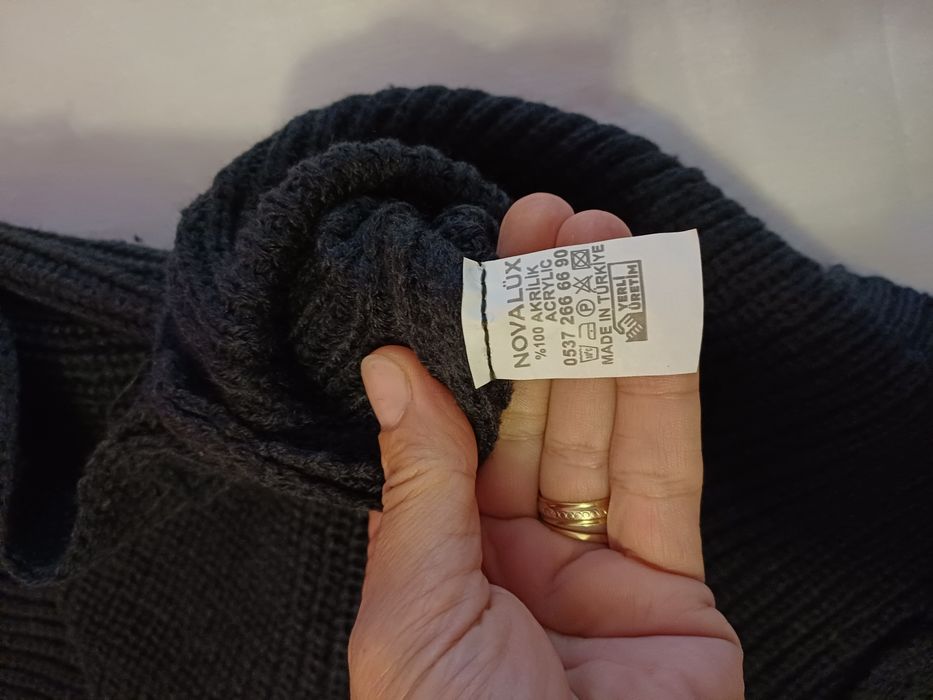 NOVALÜX
%100 AKRİLİK
ACRYLIC
0537 266 66 90
P
MADE IN TÜRKİYE
YERLİ
ÜRETİM